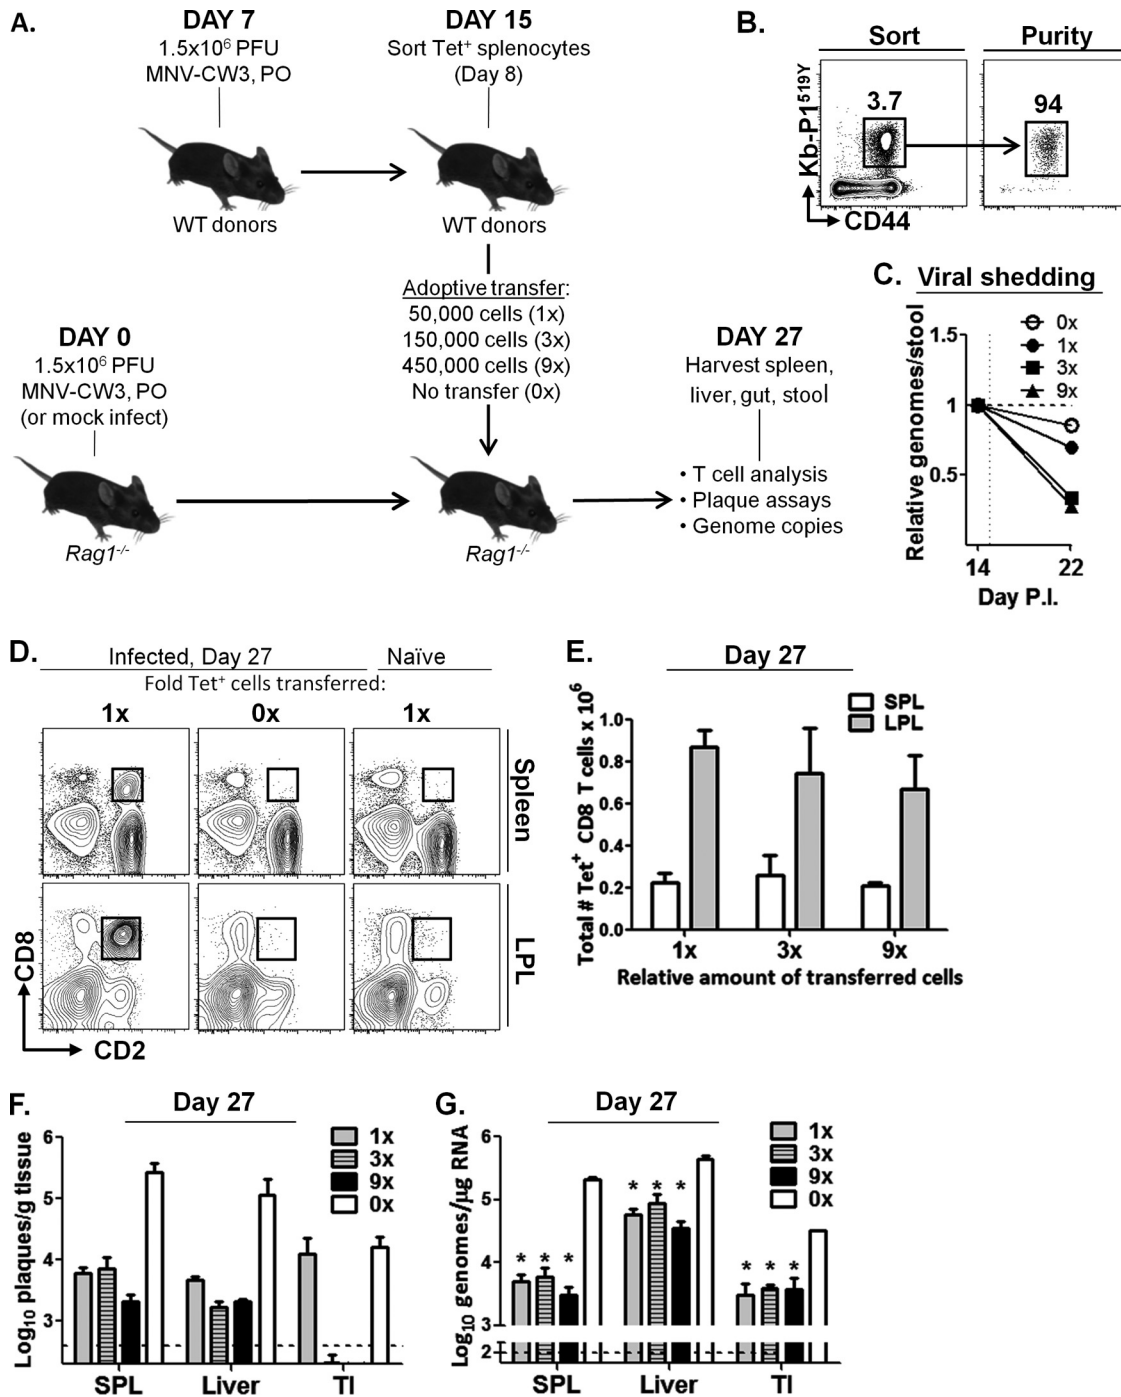 A.
DAY 7
1.5x10⁶ PFU
MNV-CW3, PO
WT donors
DAY 15
Sort Tet⁺ splenocytes
(Day 8)
WT donors
Adoptive transfer:
50,000 cells (1x)
150,000 cells (3x)
450,000 cells (9x)
No transfer (0x)
DAY 0
1.5x10⁶ PFU
MNV-CW3, PO
(or mock infect)
Rag1⁻/⁻
Rag1⁻/⁻
DAY 27
Harvest spleen,
liver, gut, stool
• T cell analysis
• Plaque assays
• Genome copies
B.
Sort
Purity
3.7
94
Kb-P1⁵¹⁹Y
CD44
C.
Viral shedding
0x
1x
3x
9x
Relative genomes/stool
1.5
1
0.5
14
22
Day P.I.
D.
Infected, Day 27
Naïve
Fold Tet⁺ cells transferred:
1x
0x
1x
Spleen
LPL
CD8
CD2
E.
Day 27
SPL
LPL
Total # Tet⁺ CD8 T cells x 10⁶
1.0
0.8
0.6
0.4
0.2
0.0
1x
3x
9x
Relative amount of transferred cells
F.
Day 27
1x
3x
9x
0x
Log₁₀ plaques/g tissue
6
5
4
3
SPL
Liver
TI
G.
Day 27
1x
3x
9x
0x
Log₁₀ genomes/µg RNA
6
5
4
3
2
* * *
* * *
* * *
SPL
Liver
TI